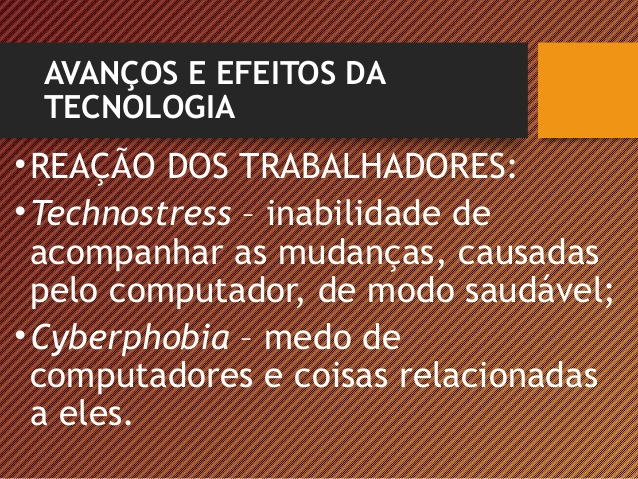 AVANÇOS E EFEITOS DA
TECNOLOGIA
•REAÇÃO DOS TRABALHADORES:
•Technostress – inabilidade de
acompanhar as mudanças, causadas
pelo computador, de modo saudável;
•Cyberphobia – medo de
computadores e coisas relacionadas
a eles.